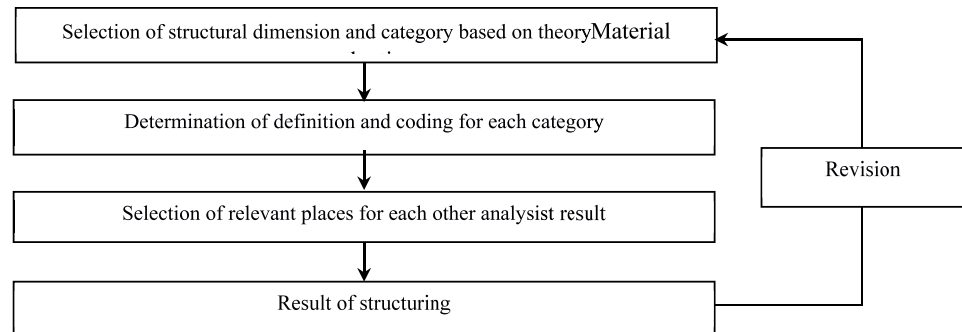 Selection of structural dimension and category based on theoryMaterial
Determination of definition and coding for each category
Revision
Selection of relevant places for each other analysist result
Result of structuring